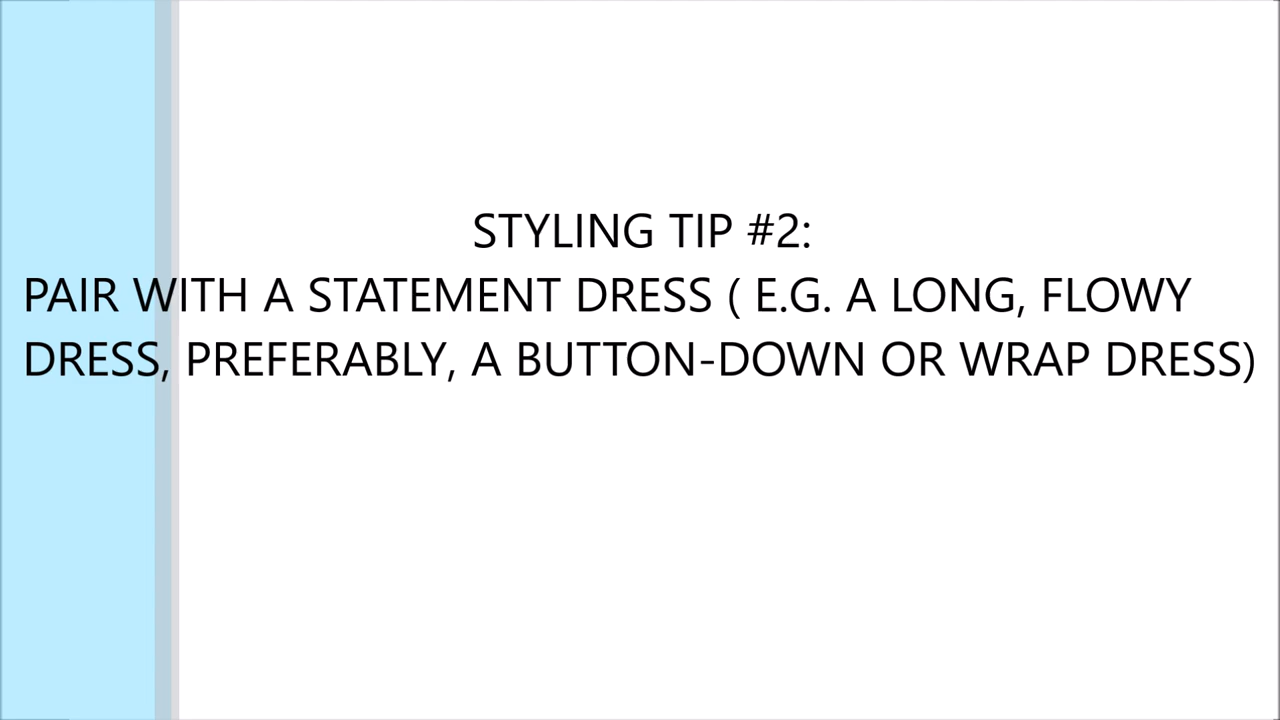 STYLING TIP #2:
PAIR WITH A STATEMENT DRESS ( E.G. A LONG, FLOWY
DRESS, PREFERABLY, A BUTTON-DOWN OR WRAP DRESS)